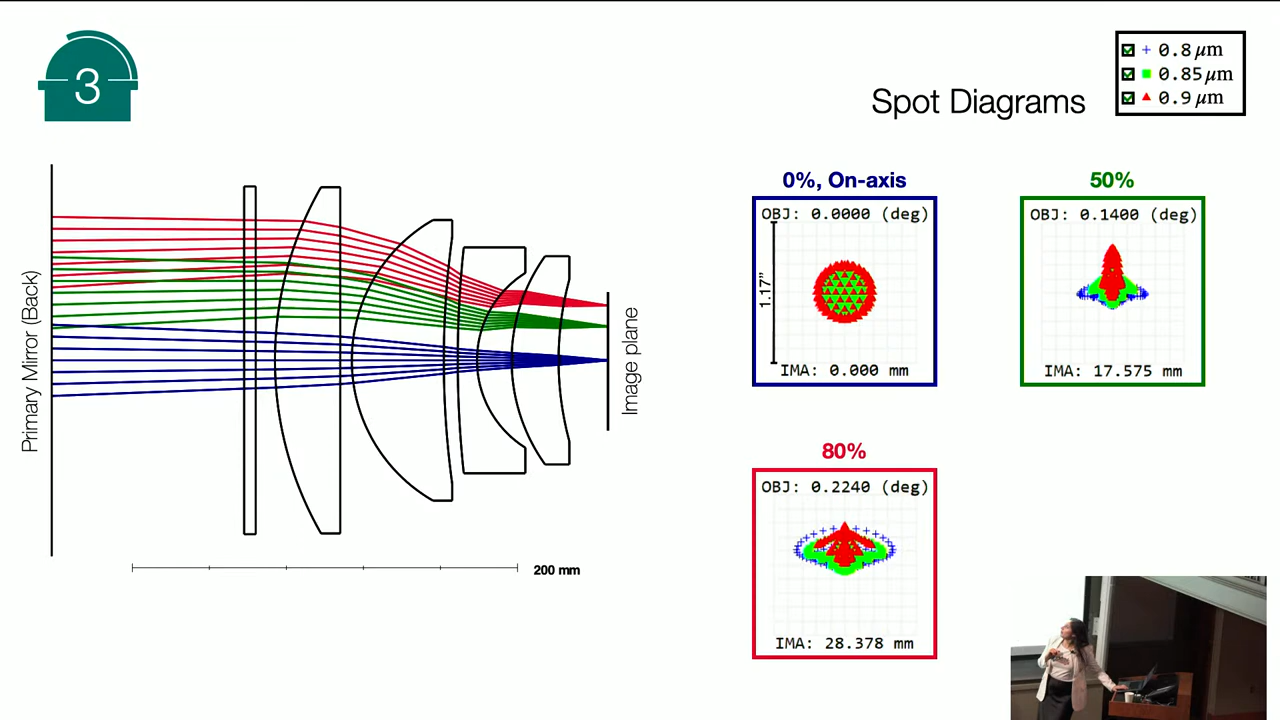 3
Spot Diagrams
0.8 μm
0.85 μm
0.9 μm
Primary Mirror (Back)
Image plane
200 mm
0%, On-axis
OBJ: 0.0000 (deg)
1.17”
IMA: 0.000 mm
50%
OBJ: 0.1400 (deg)
IMA: 17.575 mm
80%
OBJ: 0.2240 (deg)
IMA: 28.378 mm